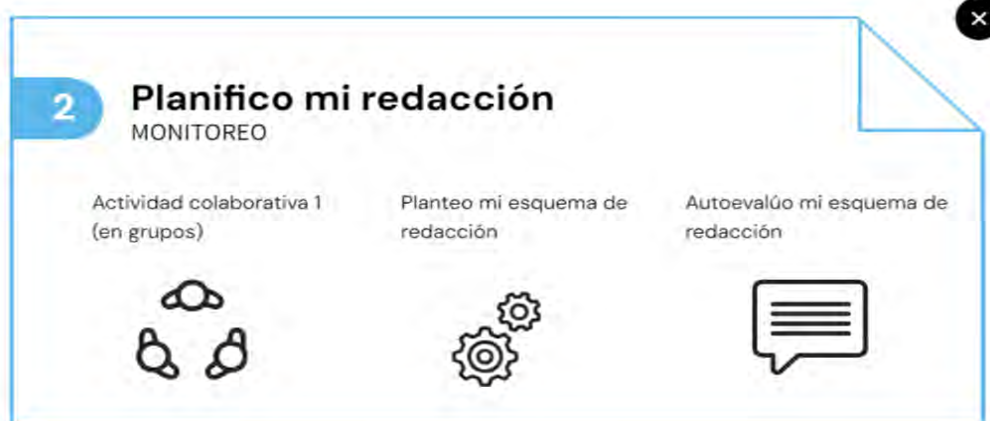 2
Planifico mi redacción
MONITOREO
Actividad colaborativa 1
(en grupos)
Planteo mi esquema de
redacción
Autoevalúo mi esquema de
redacción